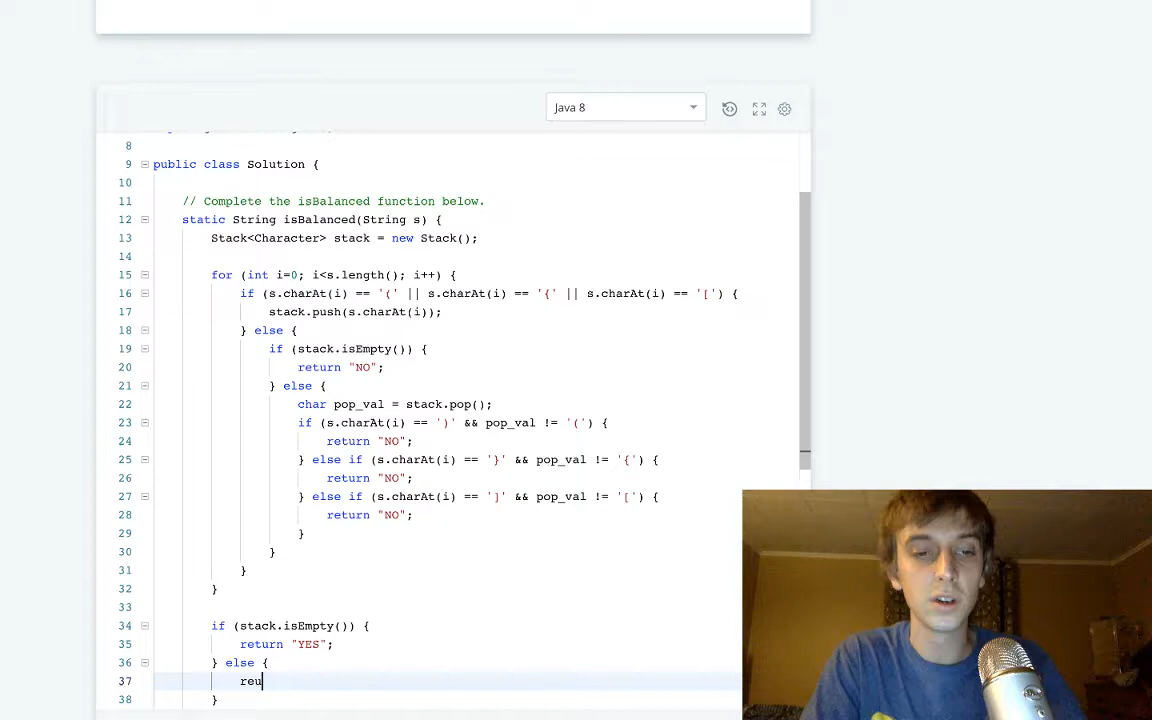 Java 8
8
9 public class Solution {
10
11 // Complete the isBalanced function below.
12 static String isBalanced(String s) {
13 Stack<Character> stack = new Stack();
14
15 for (int i=0; i<s.length(); i++) {
16 if (s.charAt(i) == '(' || s.charAt(i) == '{' || s.charAt(i) == '[') {
17 stack.push(s.charAt(i));
18 } else {
19 if (stack.isEmpty()) {
20 return "NO";
21 } else {
22 char pop_val = stack.pop();
23 if (s.charAt(i) == ')' && pop_val != '(') {
24 return "NO";
25 } else if (s.charAt(i) == '}' && pop_val != '{') {
26 return "NO";
27 } else if (s.charAt(i) == ']' && pop_val != '[') {
28 return "NO";
29 }
30 }
31 }
32 }
33
34 if (stack.isEmpty()) {
35 return "YES";
36 } else {
37 reu
38 }